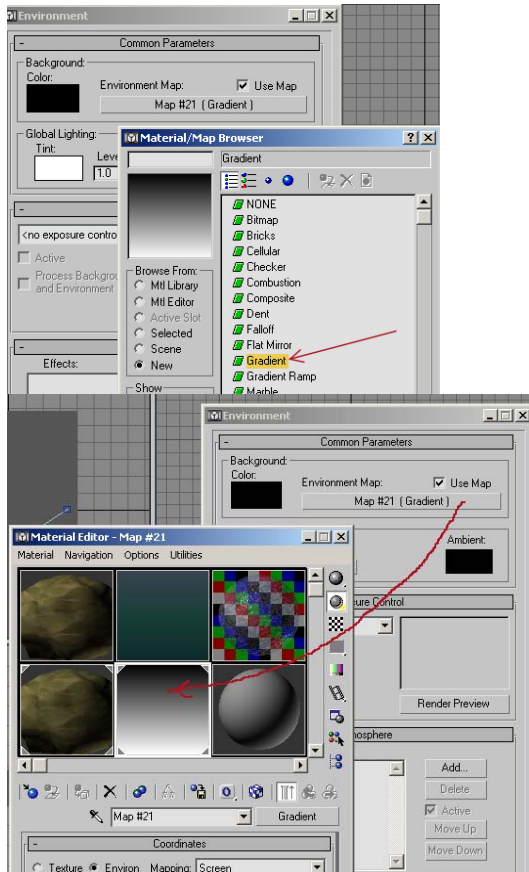 Environment
Common Parameters
Background:
Color:
Environment Map:
Use Map
Map #21 ( Gradient )
Global Lighting:
Tint:
1.0
Material/Map Browser
Gradient
NONE
Bitmap
Bricks
Cellular
Checker
Combustion
Composite
Dent
Falloff
Flat Mirror
Gradient
Gradient Ramp
Marble
Browse From:
Mtl Library
Mtl Editor
Active Slot
Selected
Scene
New
Show
<no exposure contro
Active
Process Backgrou
and Environment
Effects:
Environment
Common Parameters
Background:
Color:
Environment Map:
Use Map
Map #21 ( Gradient )
Ambient:
Material Editor - Map #21
Material Navigation Options Utilities
ure Control
Render Preview
nosphere
Add...
Delete
Active
Move Up
Move Down
Map #21
Gradient
Coordinates
Texture Environ Mapping: Screen